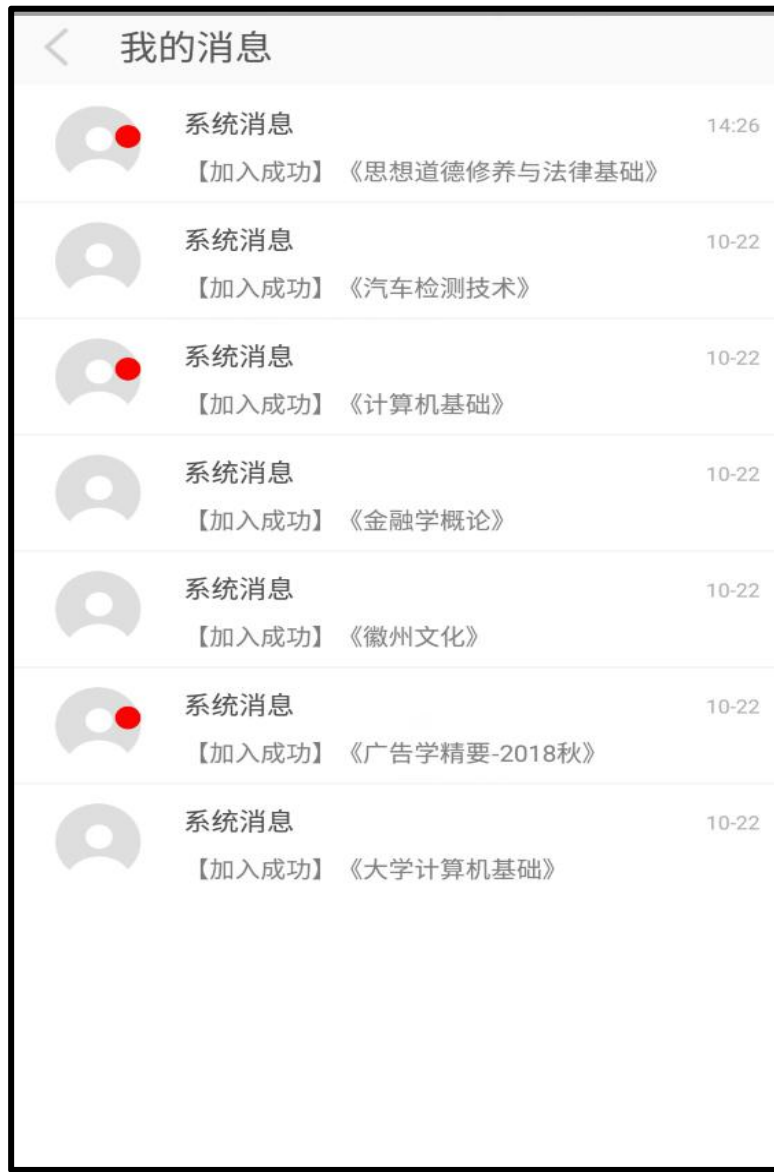 我的消息
系统消息 14:26
【加入成功】《思想道德修养与法律基础》
系统消息 10-22
【加入成功】《汽车检测技术》
系统消息 10-22
【加入成功】《计算机基础》
系统消息 10-22
【加入成功】《金融学概论》
系统消息 10-22
【加入成功】《徽州文化》
系统消息 10-22
【加入成功】《广告学精要-2018秋》
系统消息 10-22
【加入成功】《大学计算机基础》